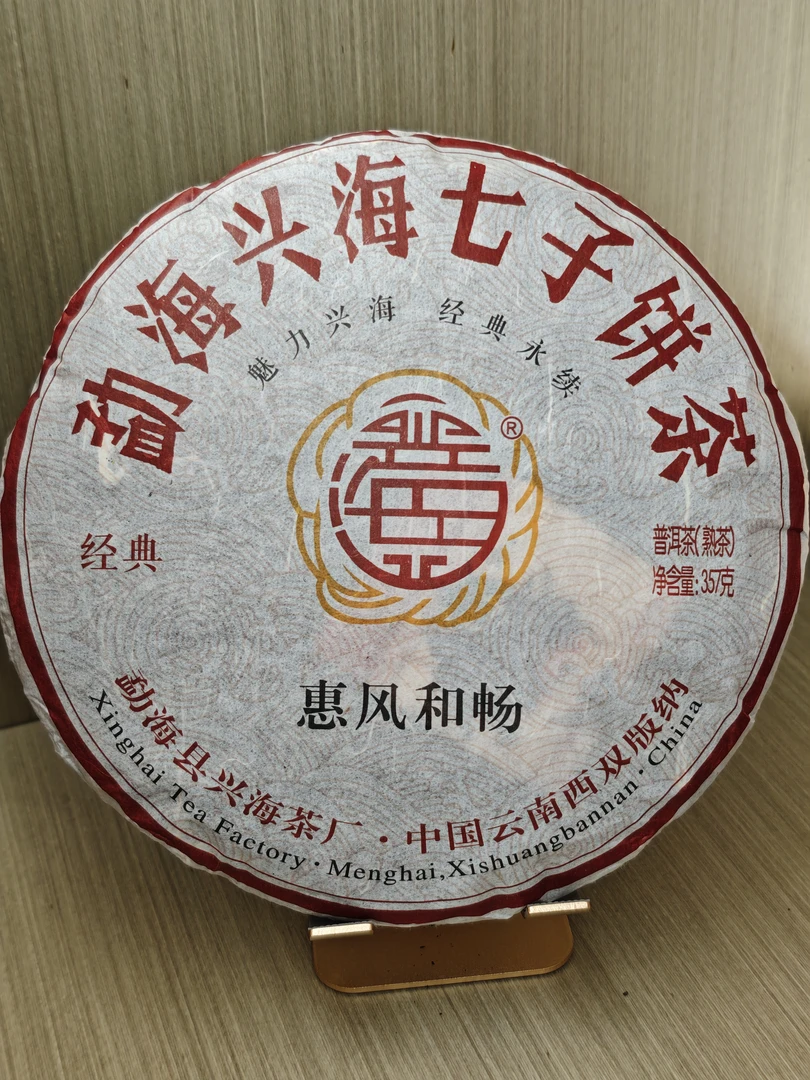 勐海兴海七子饼茶
魅力兴海 经典永续
®
经典
普洱茶(熟茶)
净含量:357克
惠风和畅
勐海县兴海茶厂·中国云南西双版纳
Xinghai Tea Factory·Menghai,Xishuangbannan·China